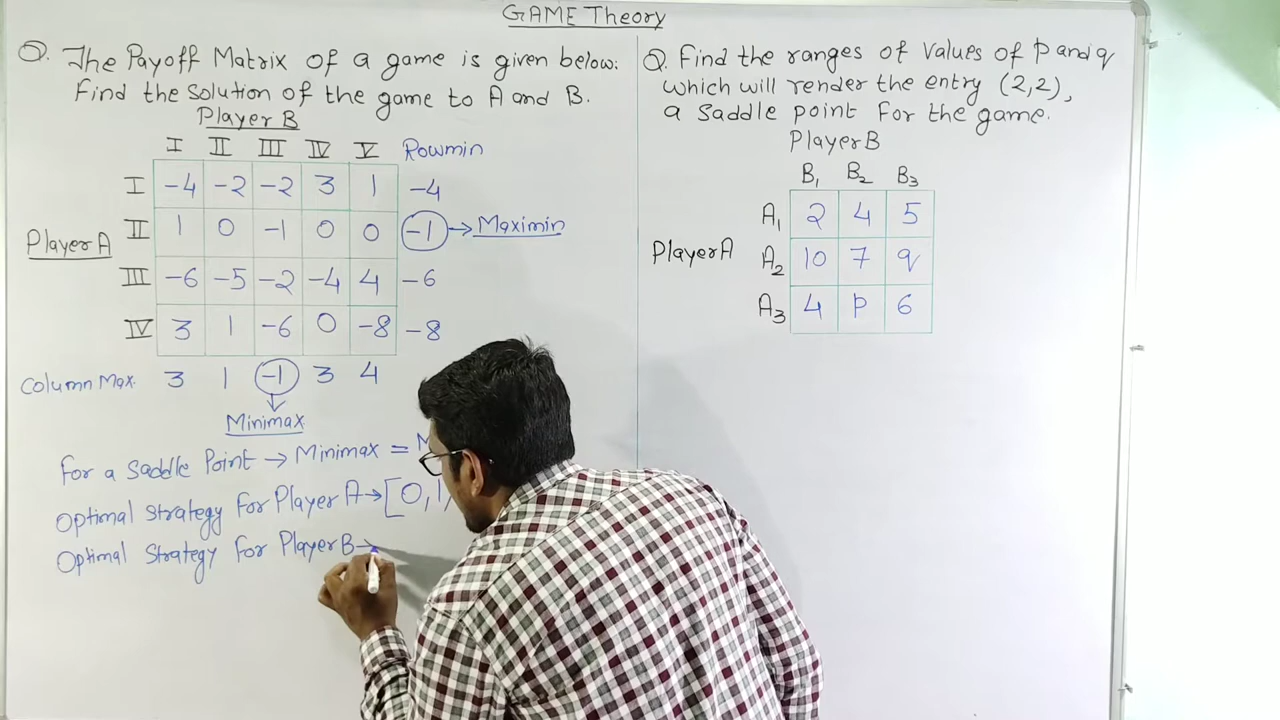 GAME Theory
Q. The Payoff Matrix of a game is given below.
Find the solution of the game to A and B.
Player B
I II III IV V Rowmin
I -4 -2 -2 3 1 -4
II 1 0 -1 0 0 -1 → Maximin
Player A
III -6 -5 -2 -4 4 -6
IV 3 1 -6 0 -8 -8
Column Max. 3 1 -1 3 4
Minimax
For a Saddle Point → Minimax = M
Optimal Strategy for Player A → [0,1,
Optimal Strategy for Player B →
Q. Find the ranges of values of p and q
which will render the entry (2,2),
a saddle point for the game.
Player B
B1 B2 B3
A1 2 4 5
Player A A2 10 7 q
A3 4 p 6